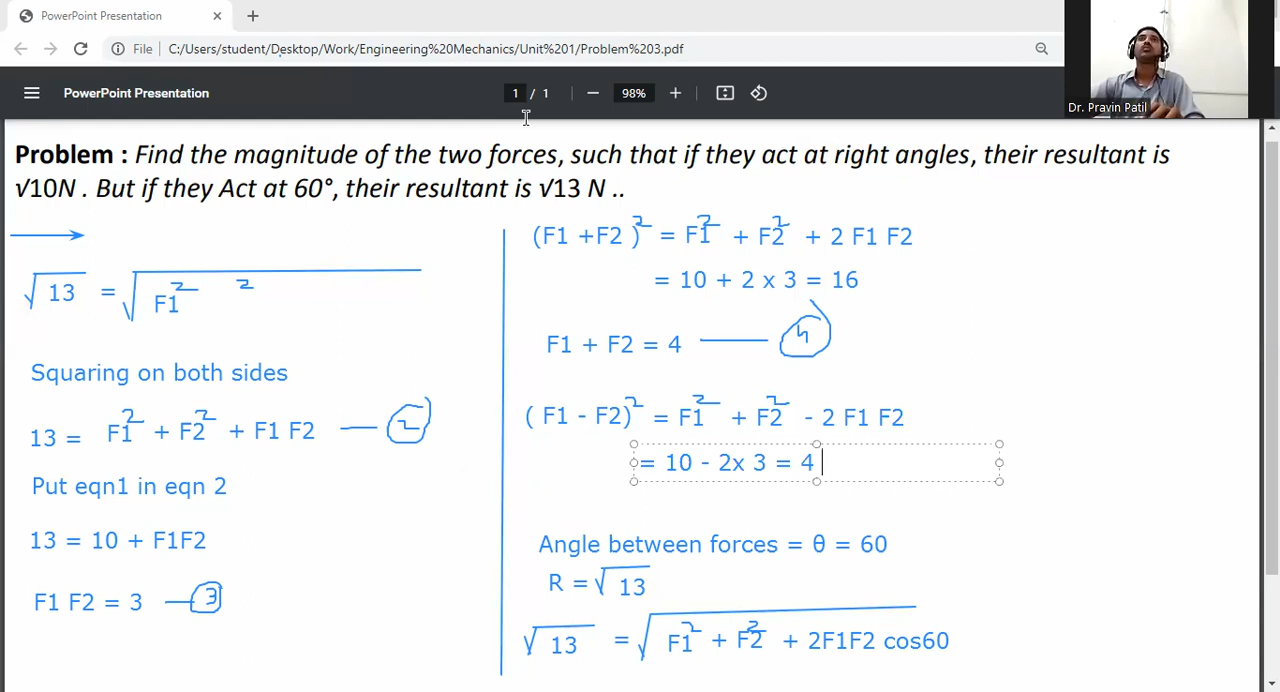 PowerPoint Presentation
File C:/Users/student/Desktop/Work/Engineering%20Mechanics/Unit%201/Problem%203.pdf
PowerPoint Presentation 1 / 1 98%
Dr. Pravin Patil
Problem : Find the magnitude of the two forces, such that if they act at right angles, their resultant is
√10N . But if they Act at 60°, their resultant is √13 N ..
√13 = √F1² ²
Squaring on both sides
13 = F1² + F2² + F1 F2 — 2
Put eqn1 in eqn 2
13 = 10 + F1F2
F1 F2 = 3 — 3
(F1 +F2 )² = F1² + F2² + 2 F1 F2
= 10 + 2 x 3 = 16
F1 + F2 = 4 — 4
( F1 - F2)² = F1² + F2² - 2 F1 F2
= 10 - 2x 3 = 4
Angle between forces = θ = 60
R = √13
√13 = √F1² + F2² + 2F1F2 cos60